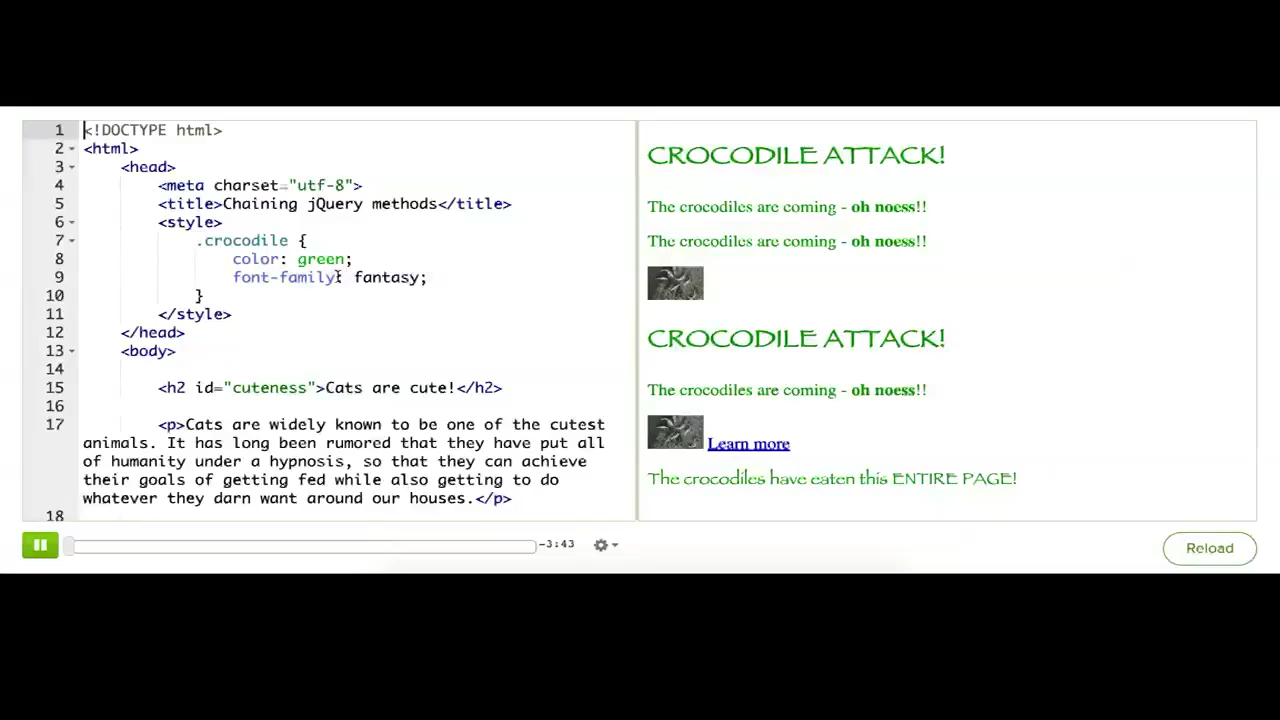 1 <!DOCTYPE html>
2 <html>
3 <head>
4 <meta charset="utf-8">
5 <title>Chaining jQuery methods</title>
6 <style>
7 .crocodile {
8 color: green;
9 font-family: fantasy;
10 }
11 </style>
12 </head>
13 <body>
14
15 <h2 id="cuteness">Cats are cute!</h2>
16
17 <p>Cats are widely known to be one of the cutest
animals. It has long been rumored that they have put all
of humanity under a hypnosis, so that they can achieve
their goals of getting fed while also getting to do
whatever they darn want around our houses.</p>
18
CROCODILE ATTACK!
The crocodiles are coming - oh noess!!
The crocodiles are coming - oh noess!!
CROCODILE ATTACK!
The crocodiles are coming - oh noess!!
Learn more
The crocodiles have eaten this ENTIRE PAGE!
-3:43
Reload